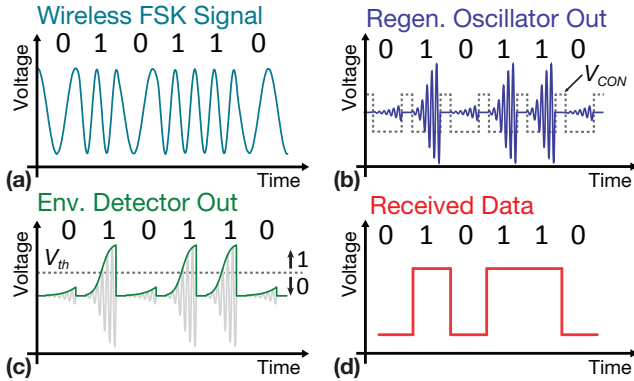 Wireless FSK Signal
0 1 0 1 1 0
Voltage
(a)
Time
Regen. Oscillator Out
0 1 0 1 1 0
V_CON
Voltage
(b)
Time
Env. Detector Out
0 1 0 1 1 0
V_th
1
0
Voltage
(c)
Time
Received Data
0 1 0 1 1 0
Voltage
(d)
Time